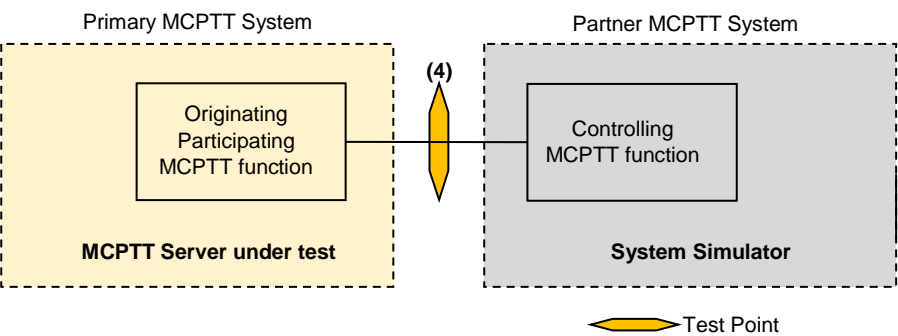 Primary MCPTT System
Partner MCPTT System
(4)
Originating
Participating
MCPTT function
Controlling
MCPTT function
MCPTT Server under test
System Simulator
Test Point